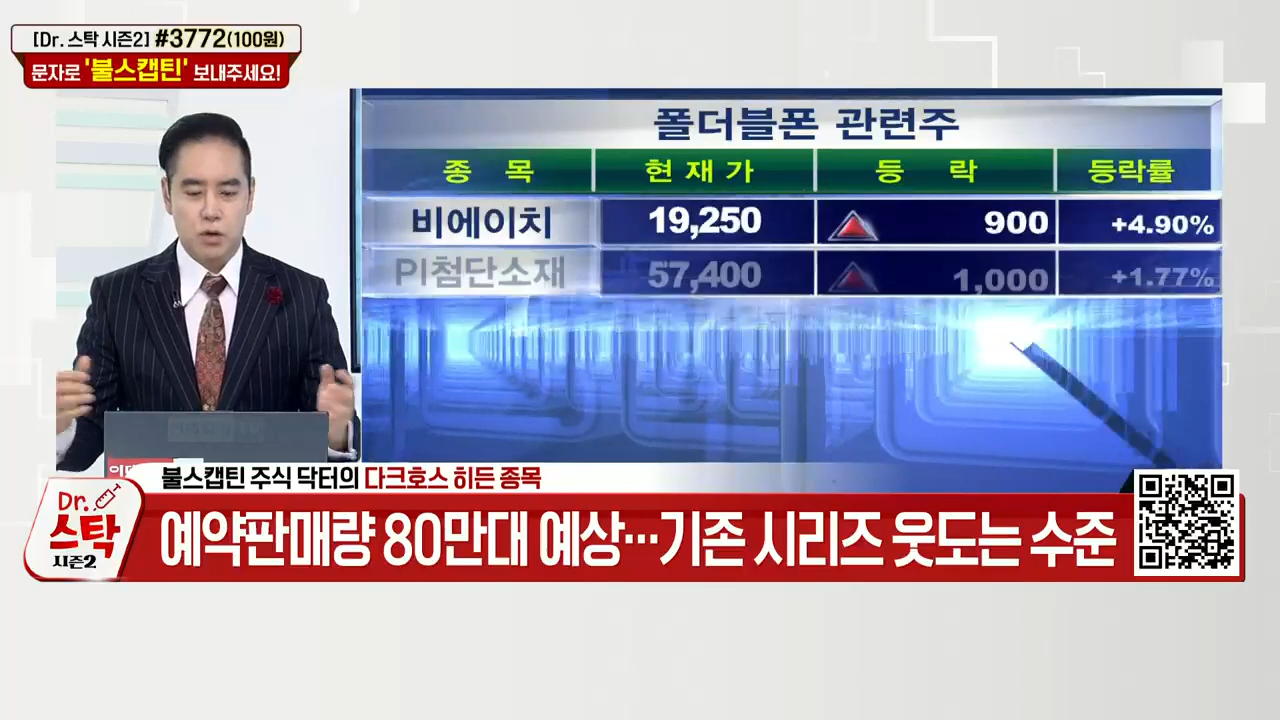 [Dr. 스탁 시즌2] #3772(100원)
문자로 '불스캡틴' 보내주세요!
폴더블폰 관련주
종 목 현 재 가 등 락 등락률
비에이치 19,250 900 +4.90%
PI첨단소재 57,400 1,000 +1.77%
불스캡틴 주식 닥터의 다크호스 히든 종목
Dr.
스탁
시즌2
예약판매량 80만대 예상…기존 시리즈 웃도는 수준